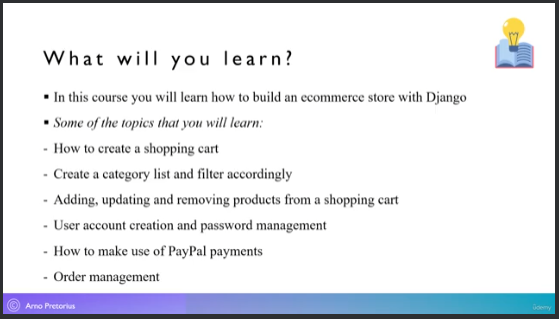 What will you learn?
▪ In this course you will learn how to build an ecommerce store with Django
▪ Some of the topics that you will learn:
- How to create a shopping cart
- Create a category list and filter accordingly
- Adding, updating and removing products from a shopping cart
- User account creation and password management
- How to make use of PayPal payments
- Order management
© Arno Pretorius
ûdemy